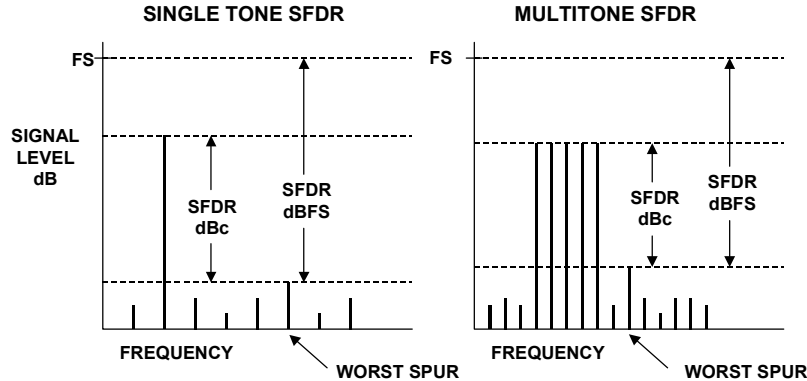 SINGLE TONE SFDR
FS
SIGNAL
LEVEL
dB
SFDR
dBc
SFDR
dBFS
FREQUENCY
WORST SPUR
MULTITONE SFDR
FS
SFDR
dBc
SFDR
dBFS
FREQUENCY
WORST SPUR